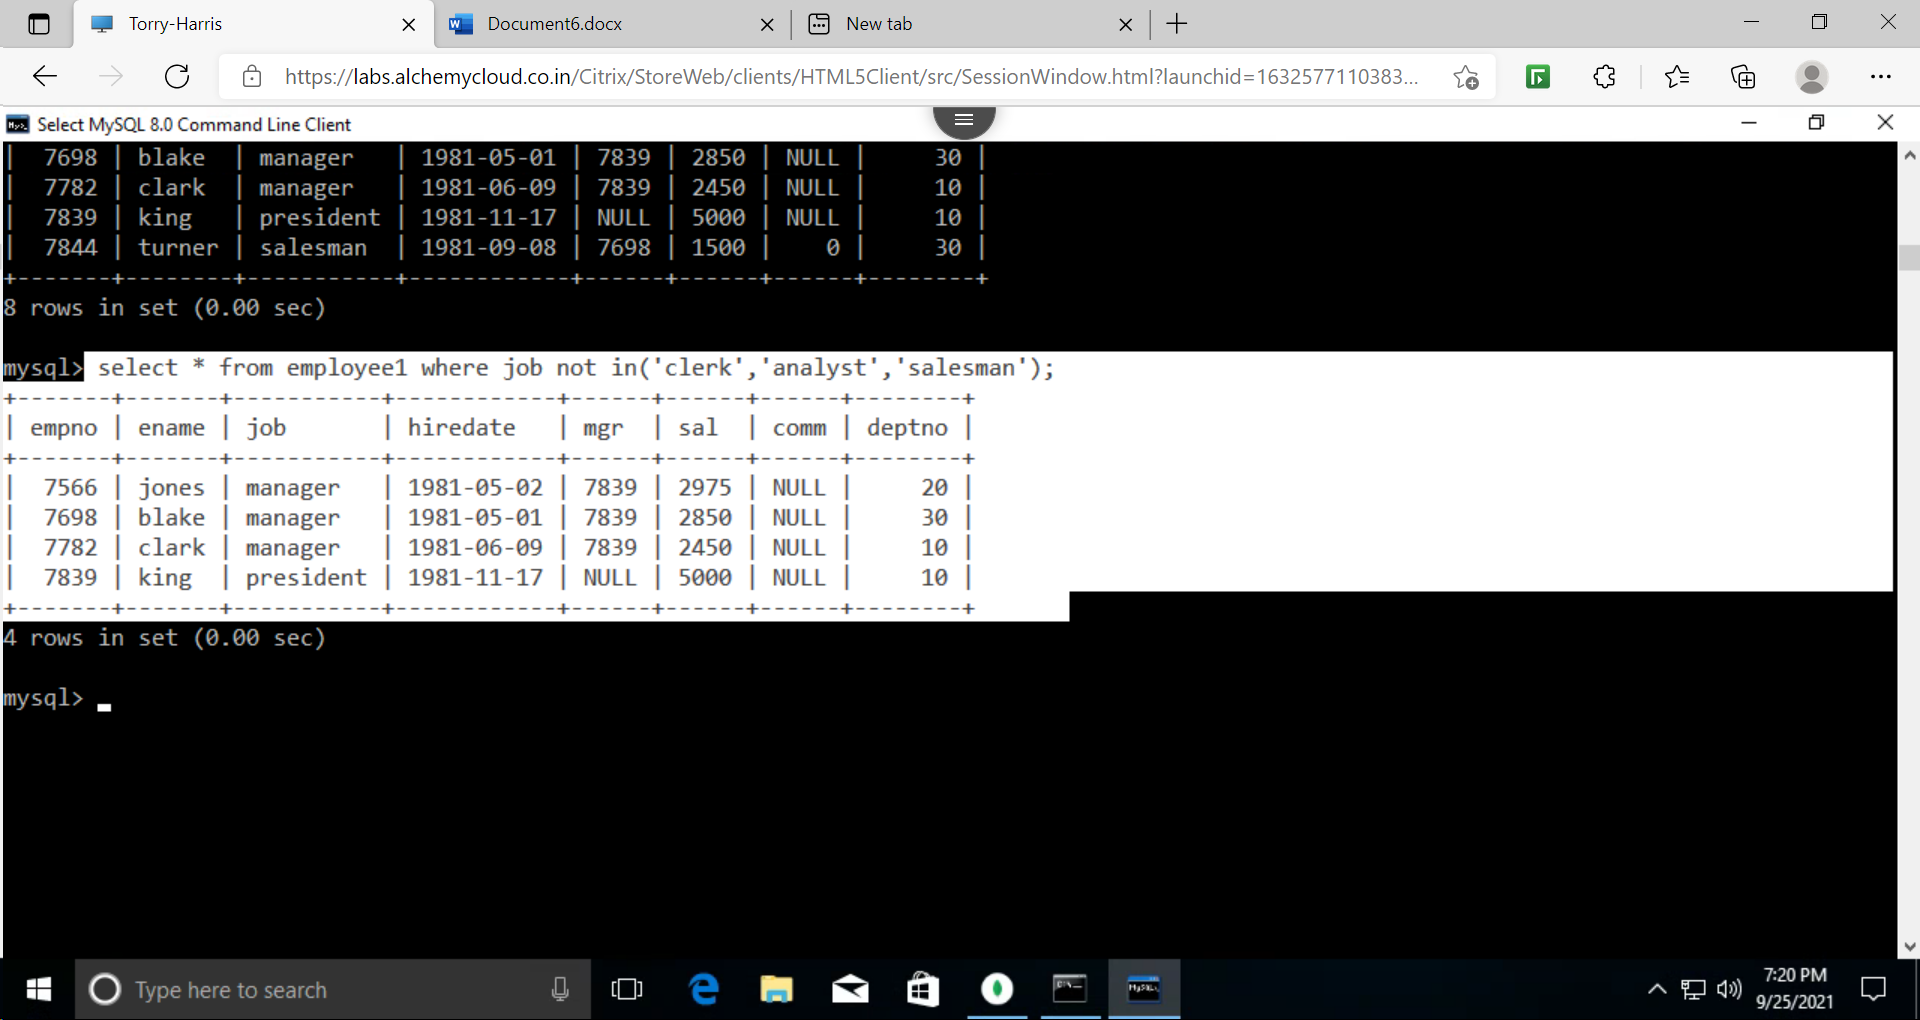 Torry-Harris
Document6.docx
New tab
https://labs.alchemycloud.co.in/Citrix/StoreWeb/clients/HTML5Client/src/SessionWindow.html?launchid=1632577110383...
Select MySQL 8.0 Command Line Client
| 7698 | blake | manager | 1981-05-01 | 7839 | 2850 | NULL | 30 |
| 7782 | clark | manager | 1981-06-09 | 7839 | 2450 | NULL | 10 |
| 7839 | king | president | 1981-11-17 | NULL | 5000 | NULL | 10 |
| 7844 | turner | salesman | 1981-09-08 | 7698 | 1500 | 0 | 30 |
+-------+--------+-----------+------------+------+------+------+--------+
8 rows in set (0.00 sec)
mysql> select * from employee1 where job not in('clerk','analyst','salesman');
+-------+-------+-----------+------------+------+------+------+--------+
| empno | ename | job | hiredate | mgr | sal | comm | deptno |
+-------+-------+-----------+------------+------+------+------+--------+
| 7566 | jones | manager | 1981-05-02 | 7839 | 2975 | NULL | 20 |
| 7698 | blake | manager | 1981-05-01 | 7839 | 2850 | NULL | 30 |
| 7782 | clark | manager | 1981-06-09 | 7839 | 2450 | NULL | 10 |
| 7839 | king | president | 1981-11-17 | NULL | 5000 | NULL | 10 |
+-------+-------+-----------+------------+------+------+------+--------+
4 rows in set (0.00 sec)
mysql>
Type here to search
7:20 PM
9/25/2021